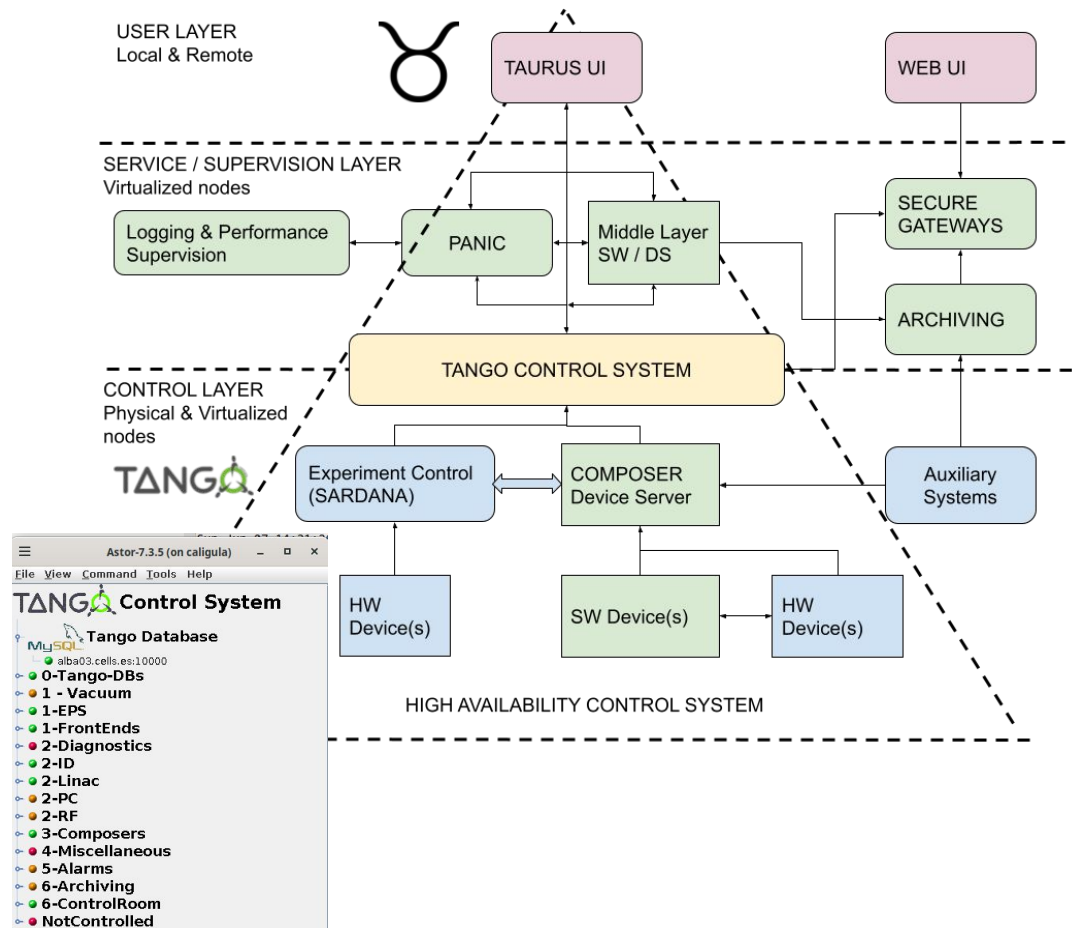 USER LAYER
Local & Remote
TAURUS UI
WEB UI
SERVICE / SUPERVISION LAYER
Virtualized nodes
Logging & Performance
Supervision
PANIC
Middle Layer
SW / DS
SECURE
GATEWAYS
ARCHIVING
TANGO CONTROL SYSTEM
CONTROL LAYER
Physical & Virtualized
nodes
TANGO
Experiment Control
(SARDANA)
COMPOSER
Device Server
Auxiliary
Systems
HW
Device(s)
SW Device(s)
HW
Device(s)
HIGH AVAILABILITY CONTROL SYSTEM
Astor-7.3.5 (on caligula)
File View Command Tools Help
TANGO Control System
MySQL Tango Database
alba03.cells.es:10000
0-Tango-DBs
1 - Vacuum
1-EPS
1-FrontEnds
2-Diagnostics
2-ID
2-Linac
2-PC
2-RF
3-Composers
4-Miscellaneous
5-Alarms
6-Archiving
6-ControlRoom
NotControlled